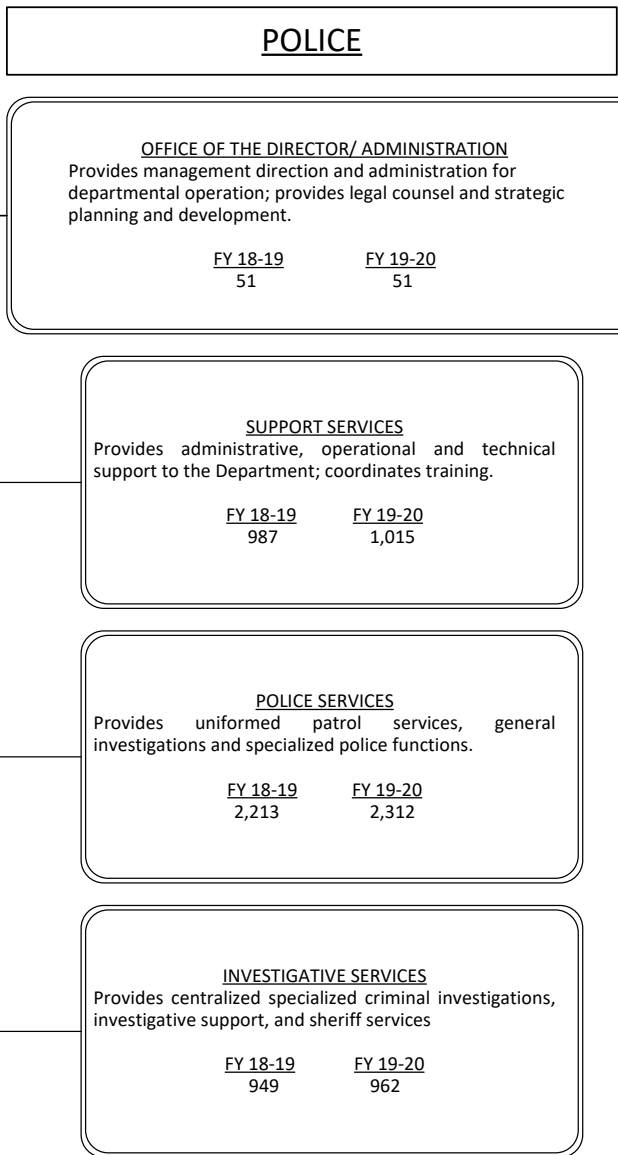 POLICE
OFFICE OF THE DIRECTOR/ ADMINISTRATION
Provides management direction and administration for
departmental operation; provides legal counsel and strategic
planning and development.
FY 18-19 FY 19-20
51 51
SUPPORT SERVICES
Provides administrative, operational and technical
support to the Department; coordinates training.
FY 18-19 FY 19-20
987 1,015
POLICE SERVICES
Provides uniformed patrol services, general
investigations and specialized police functions.
FY 18-19 FY 19-20
2,213 2,312
INVESTIGATIVE SERVICES
Provides centralized specialized criminal investigations,
investigative support, and sheriff services
FY 18-19 FY 19-20
949 962